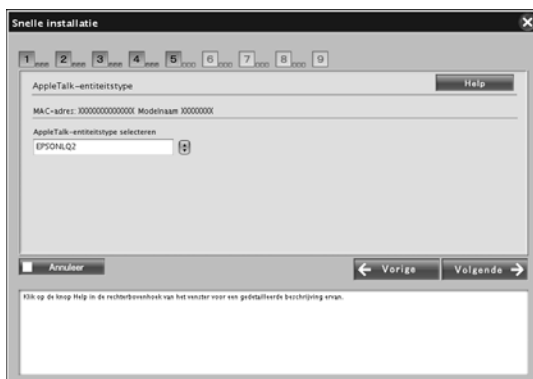 Snelle installatie
1 2 3 4 5 6 7 8 9
AppleTalk-entiteitstype
Help
MAC-adres: XXXXXXXXXXXXXX Modelnaam XXXXXXXX
AppleTalk-entiteitstype selecteren
EPSONLQ2
Annuleer
Vorige
Volgende
Klik op de knop Help in de rechterbovenhoek van het venster voor een gedetailleerde beschrijving ervan.